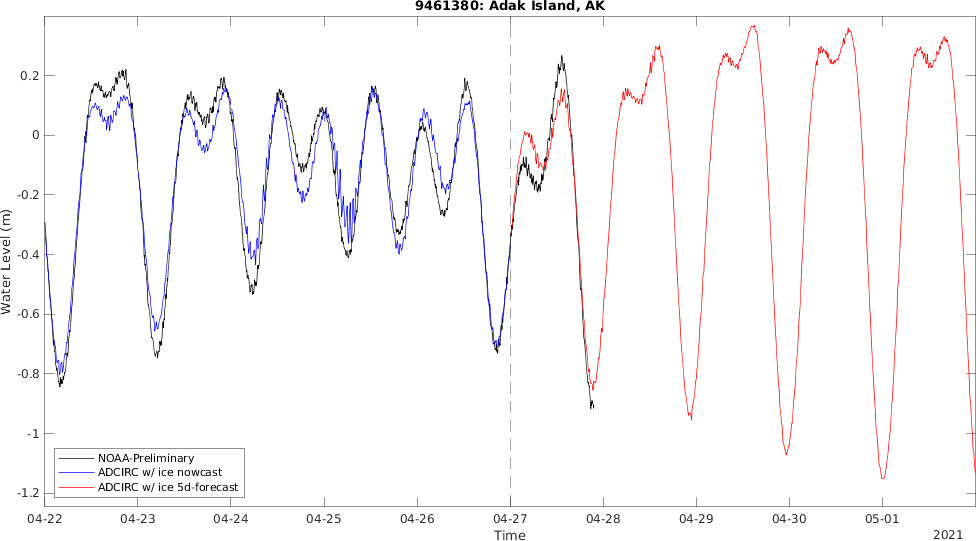 9461380: Adak Island, AK
Water Level (m)
0.2
0
-0.2
-0.4
-0.6
-0.8
-1
-1.2
NOAA-Preliminary
ADCIRC w/ ice nowcast
ADCIRC w/ ice 5d-forecast
04-22 04-23 04-24 04-25 04-26 04-27 04-28 04-29 04-30 05-01
Time
2021